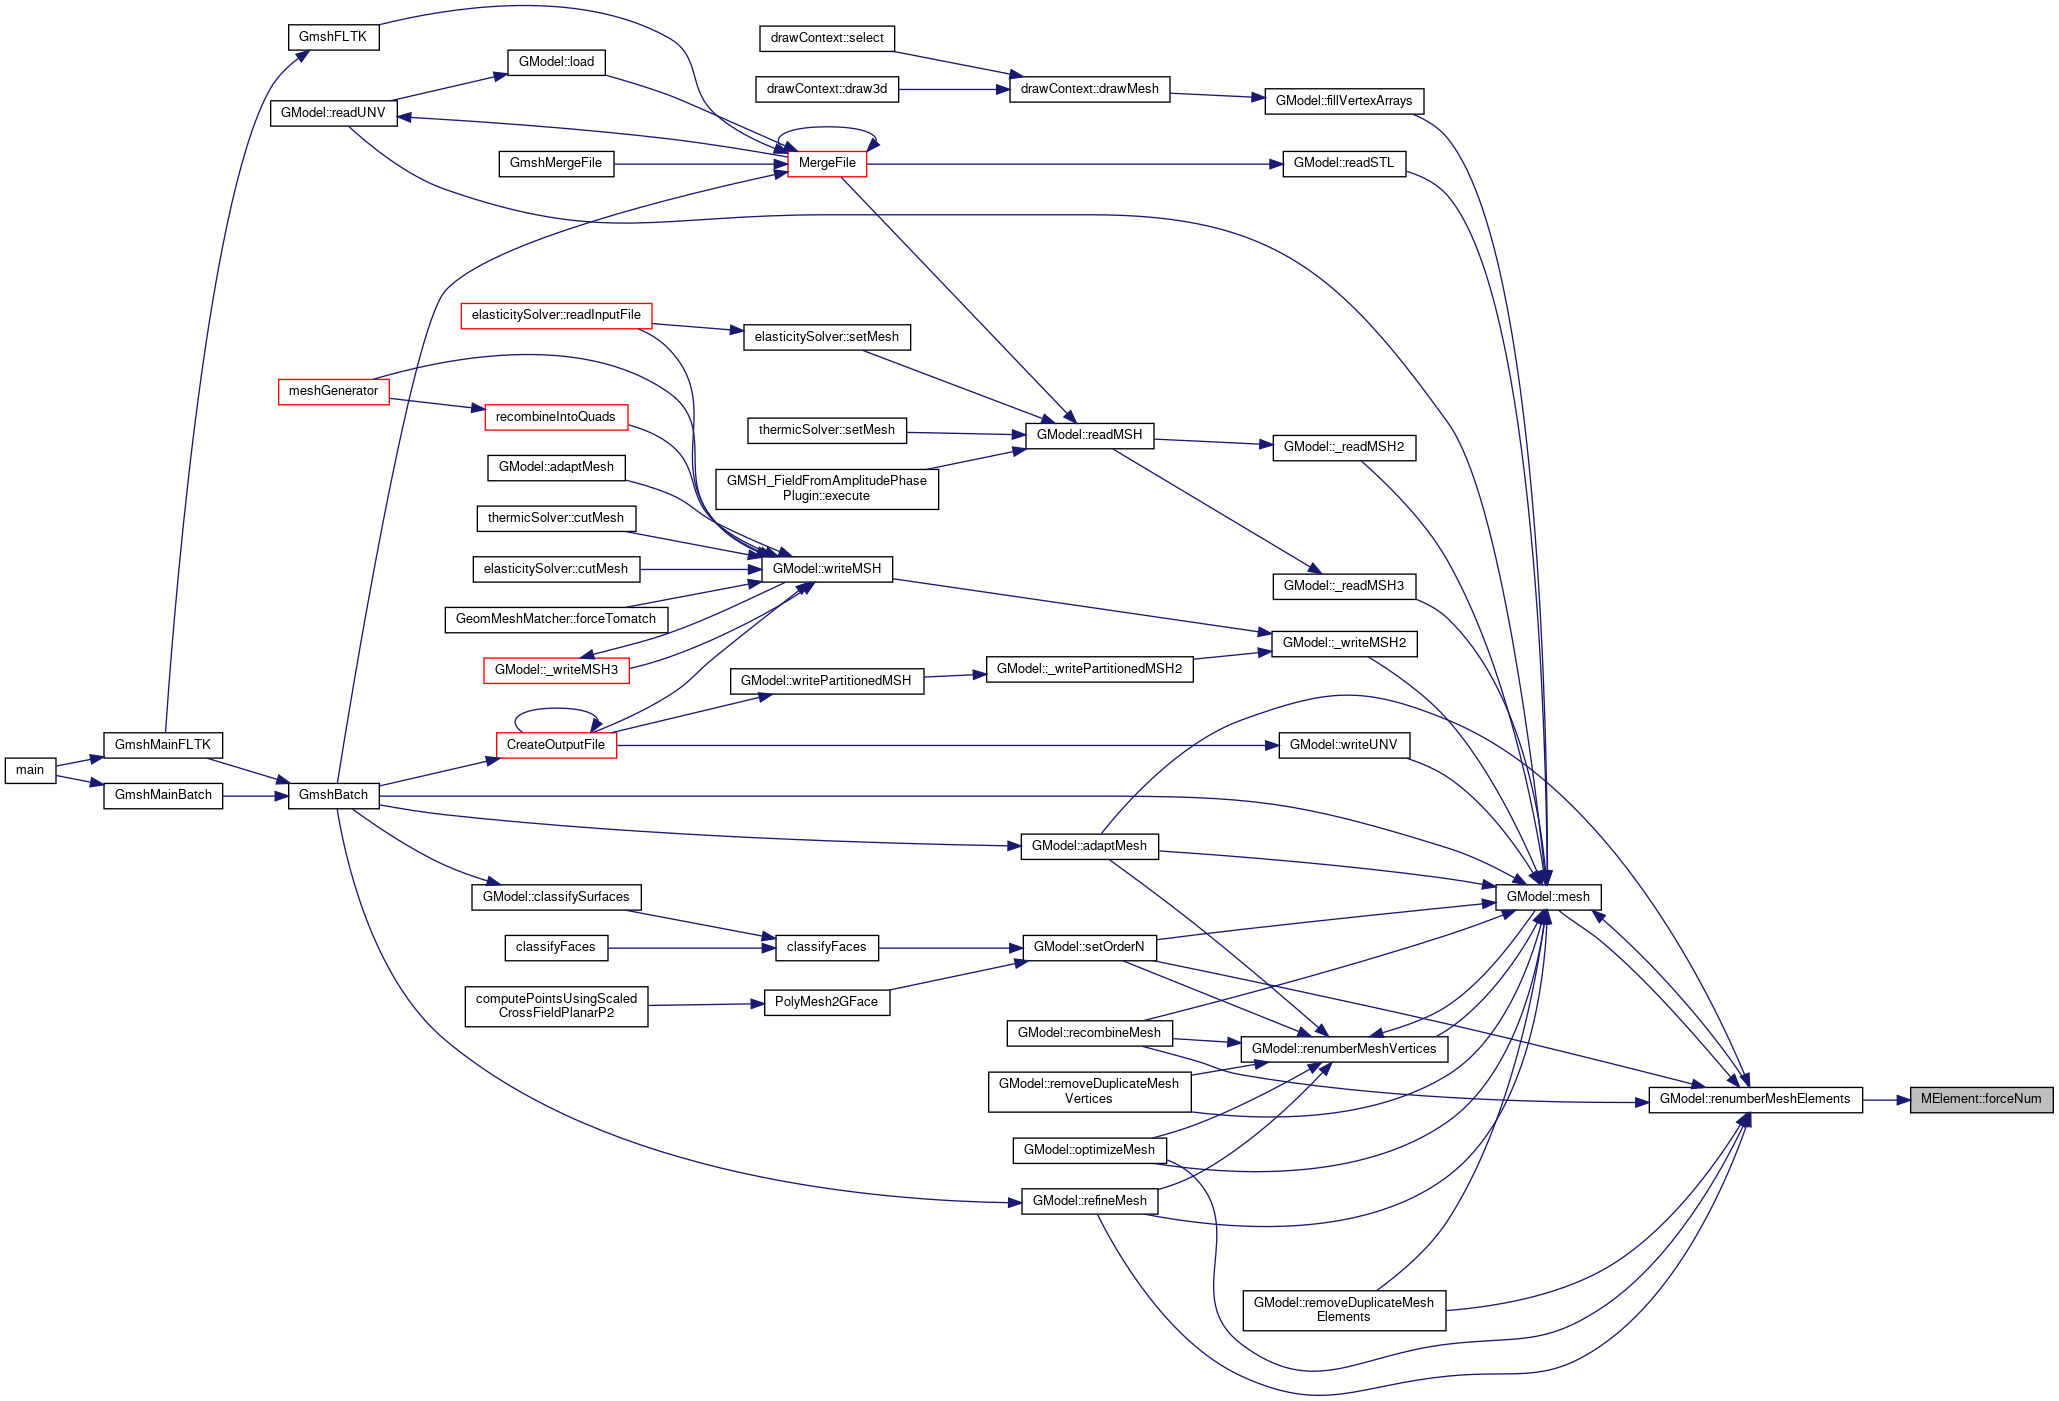 GmshFLTK
drawContext::select
GModel::load
drawContext::draw3d
drawContext::drawMesh
GModel::fillVertexArrays
GModel::readUNV
GmshMergeFile
MergeFile
GModel::readSTL
elasticitySolver::readInputFile
elasticitySolver::setMesh
meshGenerator
recombineIntoQuads
thermicSolver::setMesh
GModel::readMSH
GModel::_readMSH2
GModel::adaptMesh
GMSH_FieldFromAmplitudePhase
Plugin::execute
thermicSolver::cutMesh
elasticitySolver::cutMesh
GModel::writeMSH
GModel::_readMSH3
GeomMeshMatcher::forceTomatch
GModel::_writeMSH2
GModel::_writeMSH3
GModel::writePartitionedMSH
GModel::_writePartitionedMSH2
GmshMainFLTK
CreateOutputFile
GModel::writeUNV
main
GmshMainBatch
GmshBatch
GModel::adaptMesh
GModel::classifySurfaces
GModel::mesh
classifyFaces
classifyFaces
GModel::setOrderN
computePointsUsingScaled
CrossFieldPlanarP2
PolyMesh2GFace
GModel::recombineMesh
GModel::renumberMeshVertices
GModel::removeDuplicateMesh
Vertices
GModel::renumberMeshElements
MElement::forceNum
GModel::optimizeMesh
GModel::refineMesh
GModel::removeDuplicateMesh
Elements